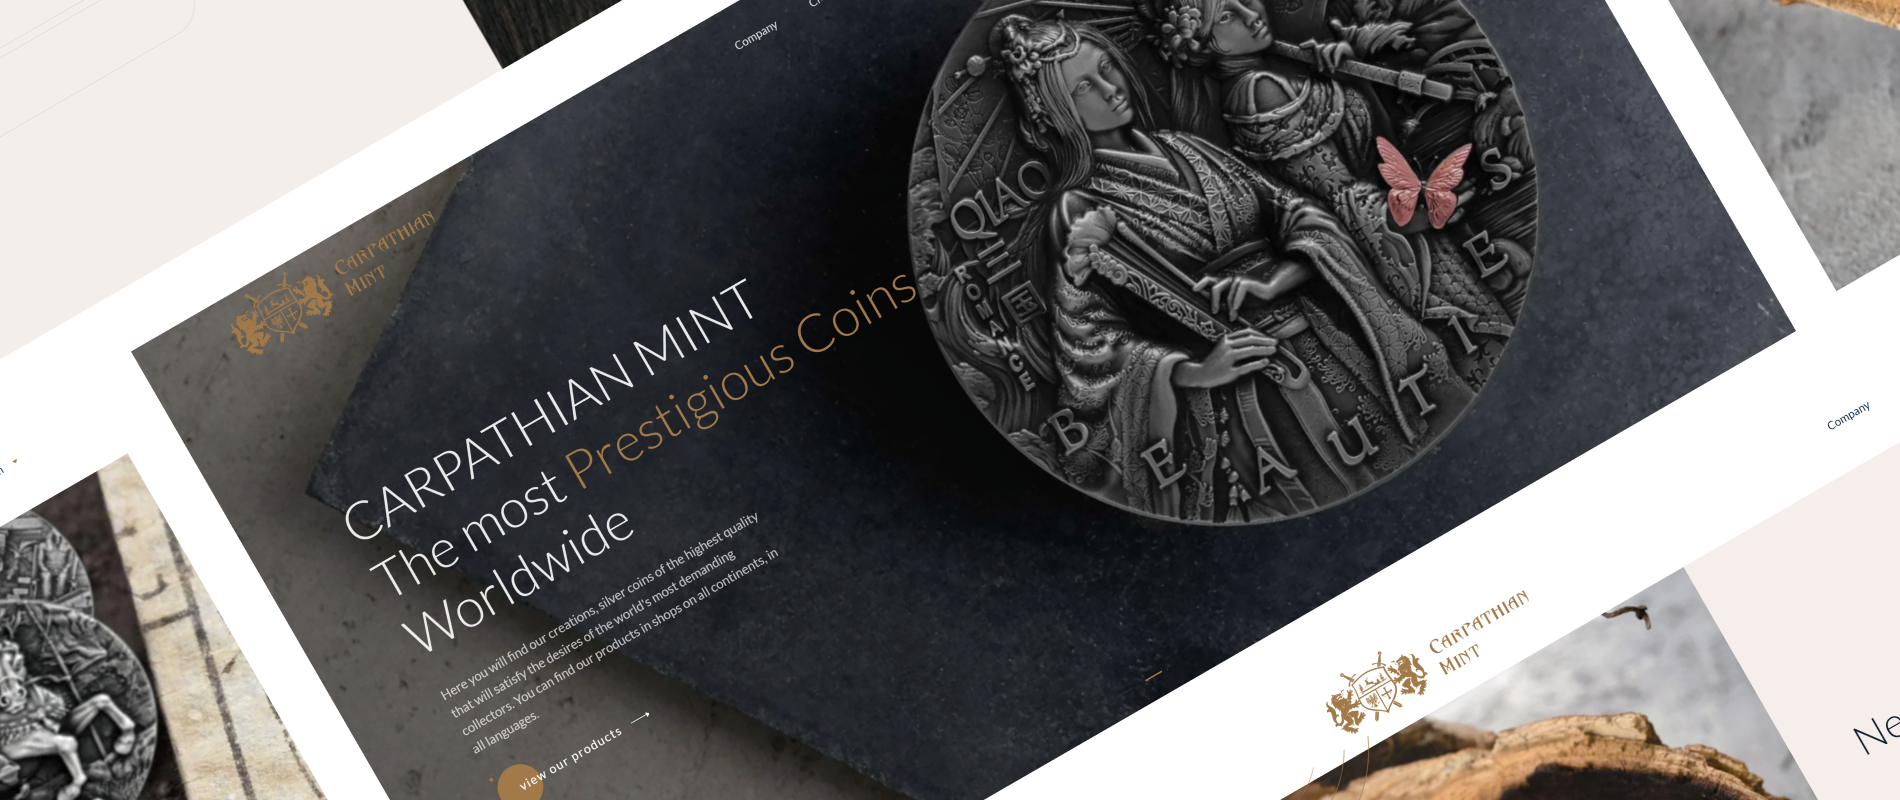 Company
CARPATHIAN
MINT
CARPATHIAN MINT
The most Prestigious Coins
Worldwide
Here you will find our creations, silver coins of the highest quality
that will satisfy the desires of the world's most demanding
collectors. You can find our products in shops on all continents, in
all languages.
view our products
QIAO
ROMANCE
BEAUTIES
Company
CARPATHIAN
MINT